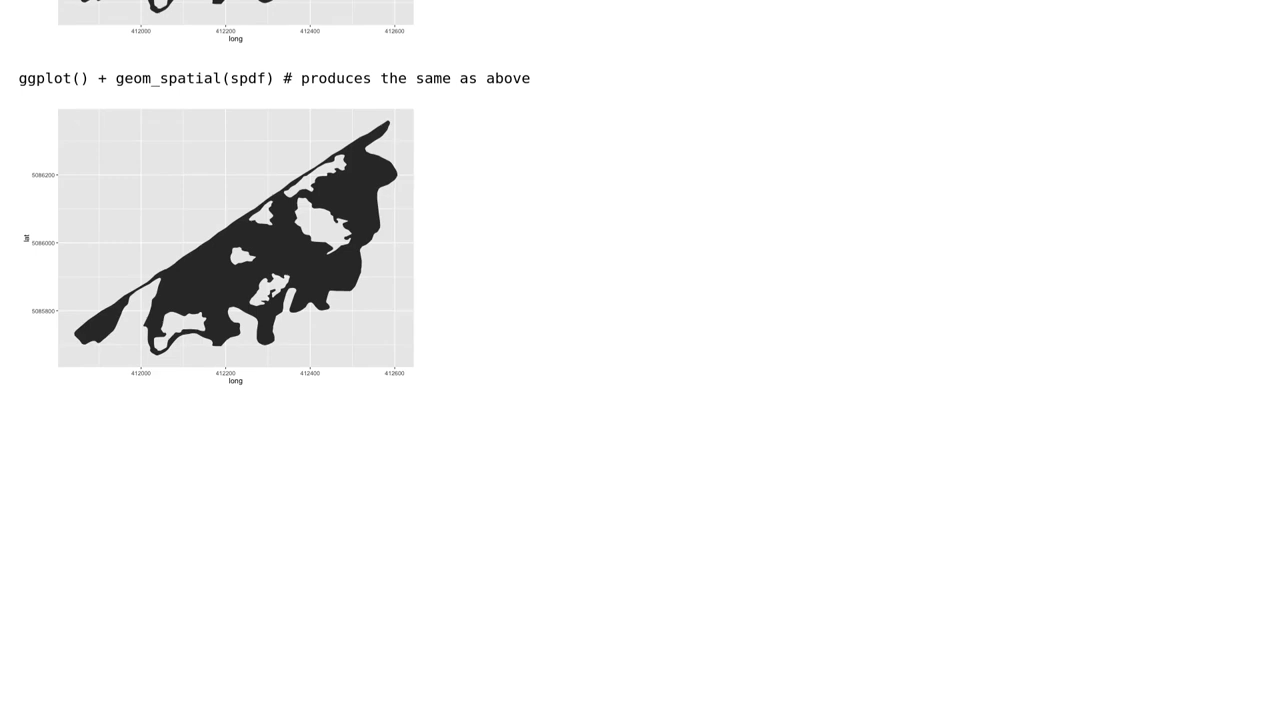 412000 412200 412400 412600
long
ggplot() + geom_spatial(spdf) # produces the same as above
5086200
lat
5086000
5085800
412000 412200 412400 412600
long